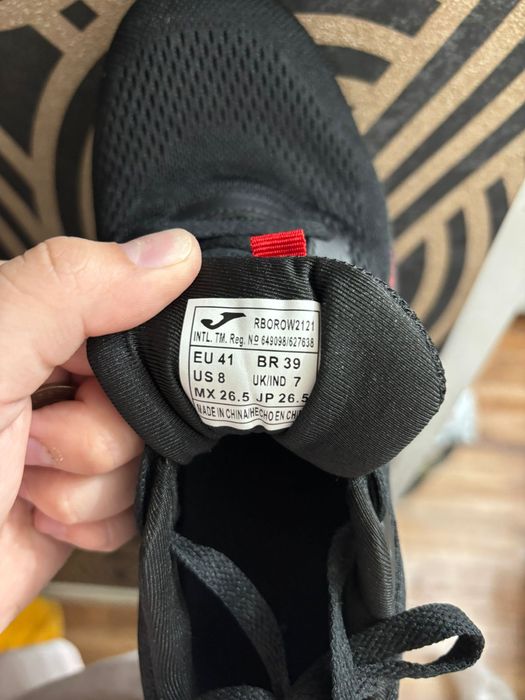 RBOROW2121
INTL. TM. Reg. Nº 649098/627638
EU 41 BR 39
US 8 UK/IND 7
MX 26.5 JP 26.5
MADE IN CHINA/HECHO EN